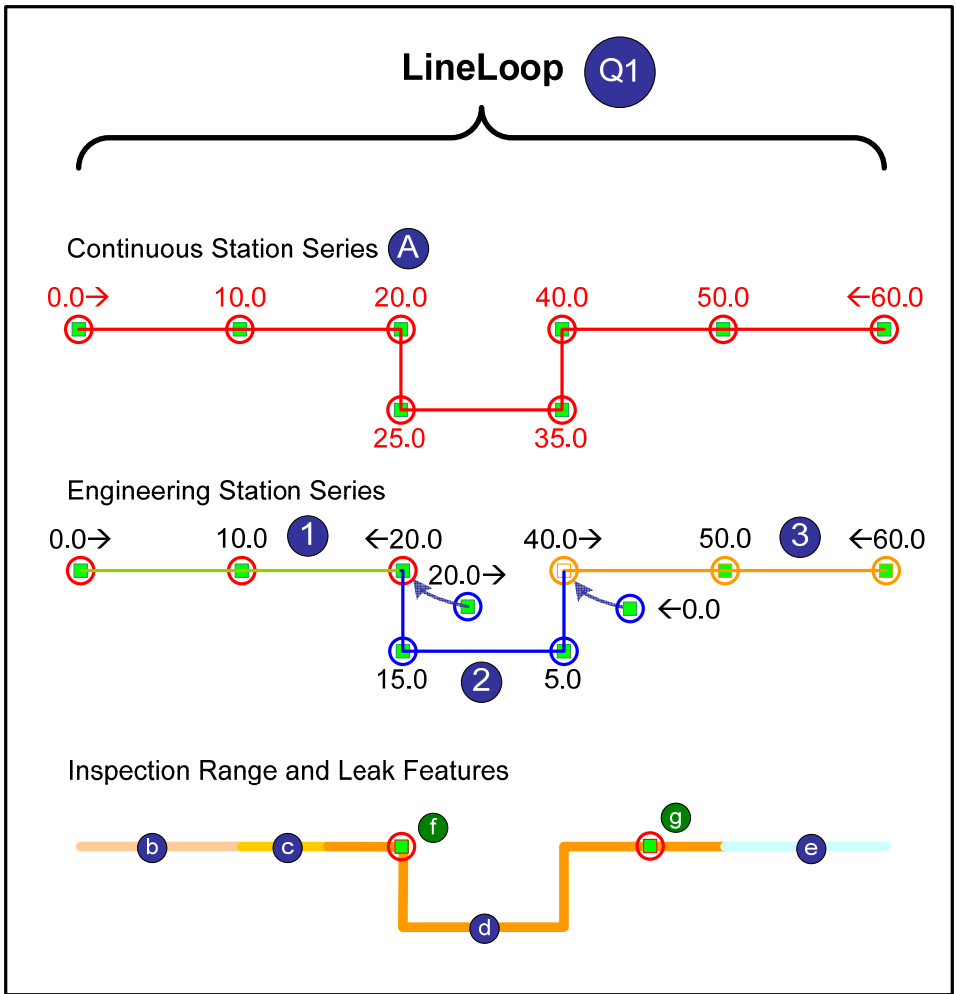 LineLoop Q1
Continuous Station Series A
0.0→ 10.0 20.0 40.0 50.0 ←60.0
25.0 35.0
Engineering Station Series
0.0→ 10.0 1 ←20.0 40.0→ 50.0 3 ←60.0
20.0→ ←0.0
15.0 2 5.0
Inspection Range and Leak Features
f g
b c e
d